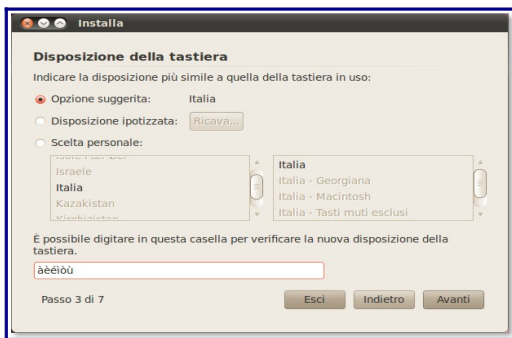 Installa
Disposizione della tastiera
Indicare la disposizione più simile a quella della tastiera in uso:
Opzione suggerita: Italia
Disposizione ipotizzata: Ricava...
Scelta personale:
Israele
Italia
Kazakistan
Kirghizistan
Italia
Italia - Georgiana
Italia - Macintosh
Italia - Tasti muti esclusi
È possibile digitare in questa casella per verificare la nuova disposizione della
tastiera.
àèéìòù
Passo 3 di 7 Esci Indietro Avanti